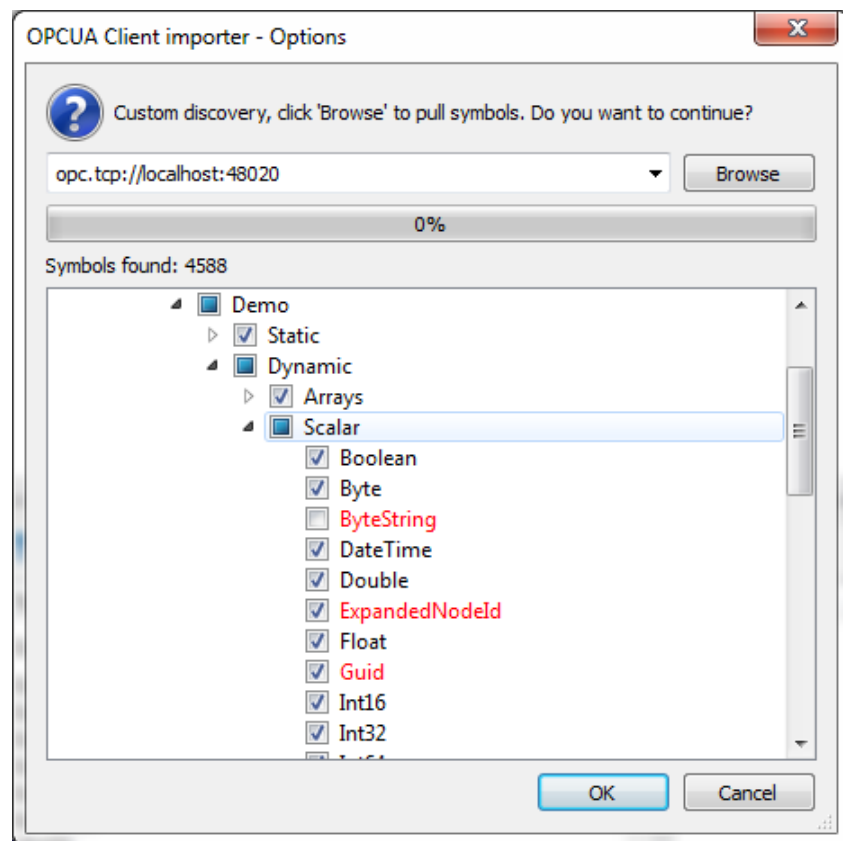 OPCUA Client importer - Options
Custom discovery, click 'Browse' to pull symbols. Do you want to continue?
opc.tcp://localhost:48020
Browse
0%
Symbols found: 4588
Demo
Static
Dynamic
Arrays
Scalar
Boolean
Byte
ByteString
DateTime
Double
ExpandedNodeId
Float
Guid
Int16
Int32
OK
Cancel